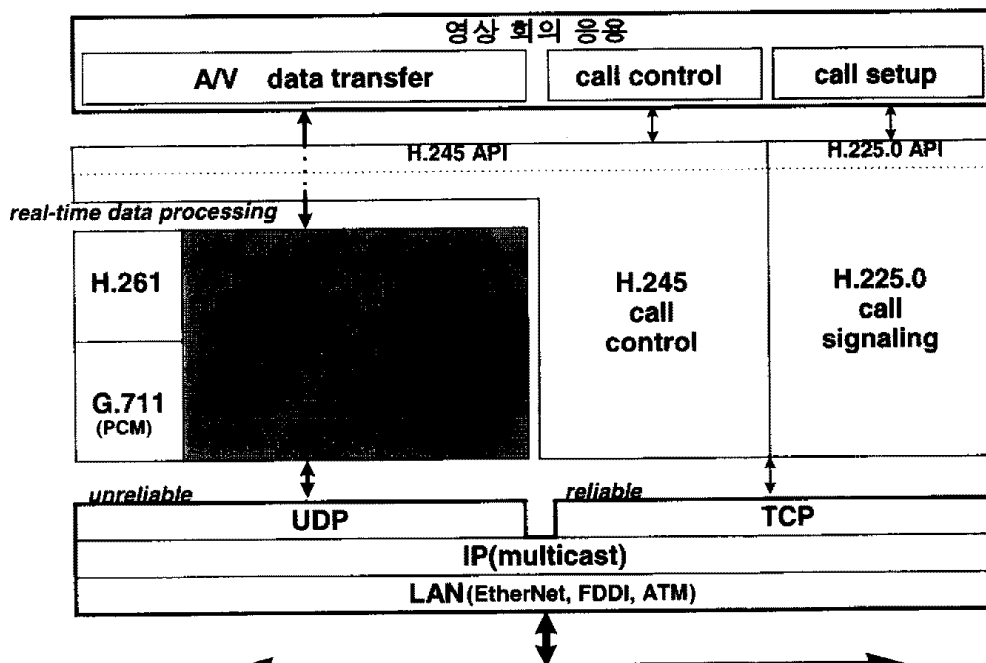 영상 회의 응용
A/V data transfer
call control
call setup
H.245 API
H.225.0 API
real-time data processing
H.261
G.711
(PCM)
H.245
call
control
H.225.0
call
signaling
unreliable
reliable
UDP
TCP
IP(multicast)
LAN(EtherNet, FDDI, ATM)